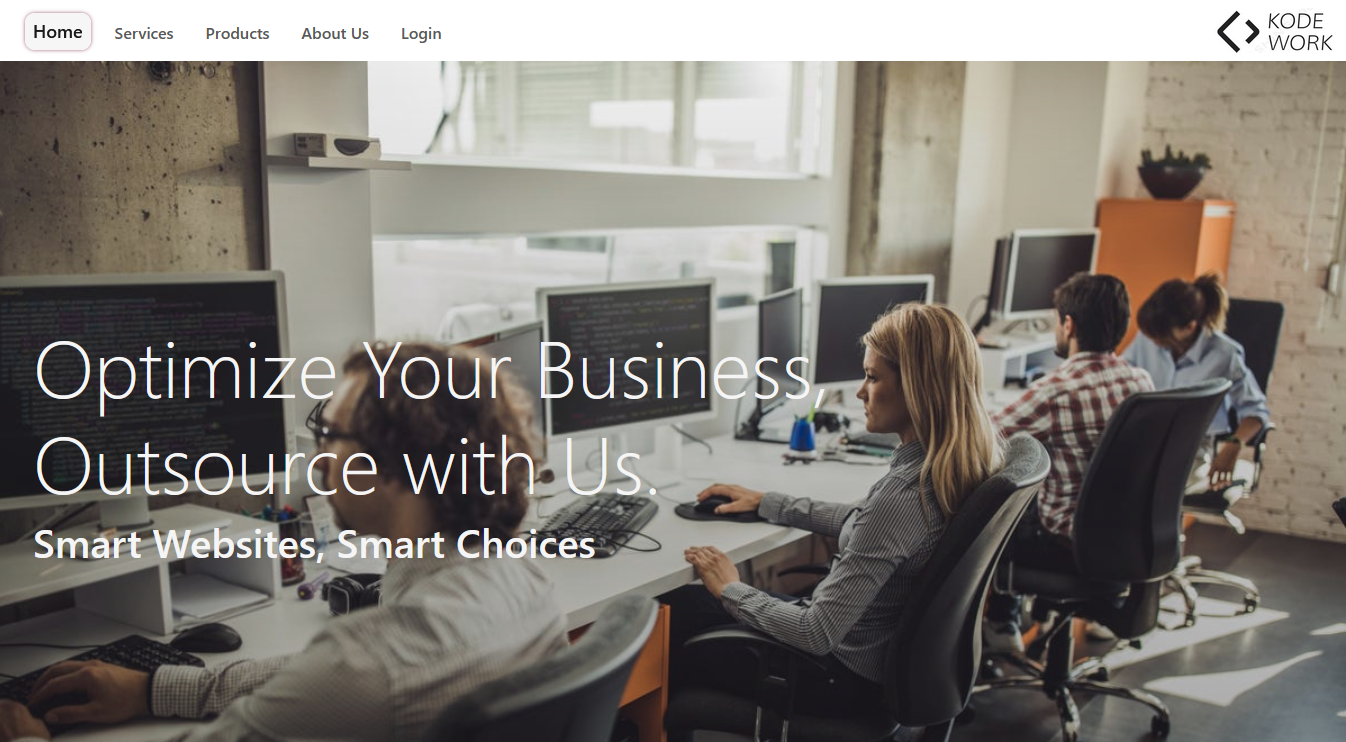 Home Services Products About Us Login
KODE
WORK
Optimize Your Business,
Outsource with Us.
Smart Websites, Smart Choices